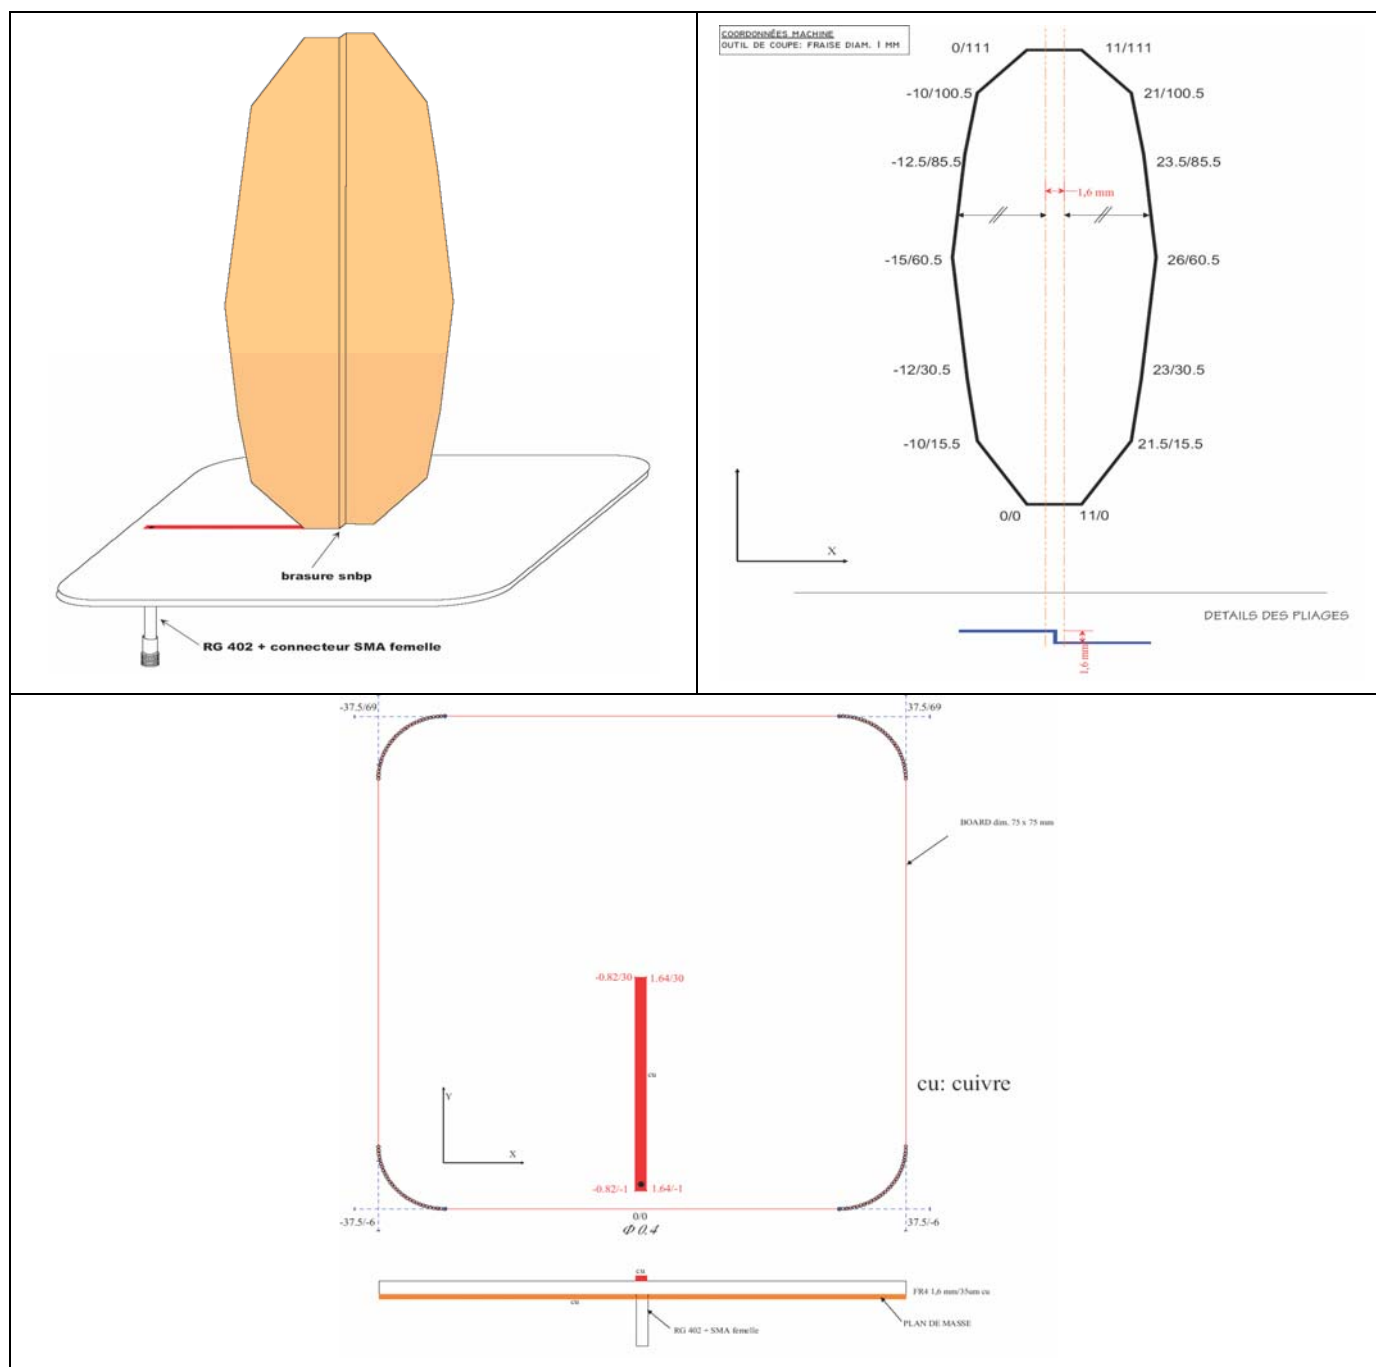 brasure snbp
RG 402 + connecteur SMA femelle
COORDONNÉES MACHINE
OUTIL DE COUPE: FRAISE DIAM. 1 MM
0/111
11/111
-10/100.5
21/100.5
-12.5/85.5
23.5/85.5
1,6 mm
-15/60.5
26/60.5
-12/30.5
23/30.5
-10/15.5
21.5/15.5
0/0
11/0
X
DETAILS DES PLIAGES
1,6 mm
-37.5/69
37.5/69
BOARD dim. 75 x 75 mm
-0.82/30
1.64/30
cu
cu: cuivre
Y
X
-0.82/-1
1.64/-1
-37.5/-6
0/0
37.5/-6
Φ 0.4
cu
FR4 1,6 mm/35um cu
cu
PLAN DE MASSE
RG 402 + SMA femelle